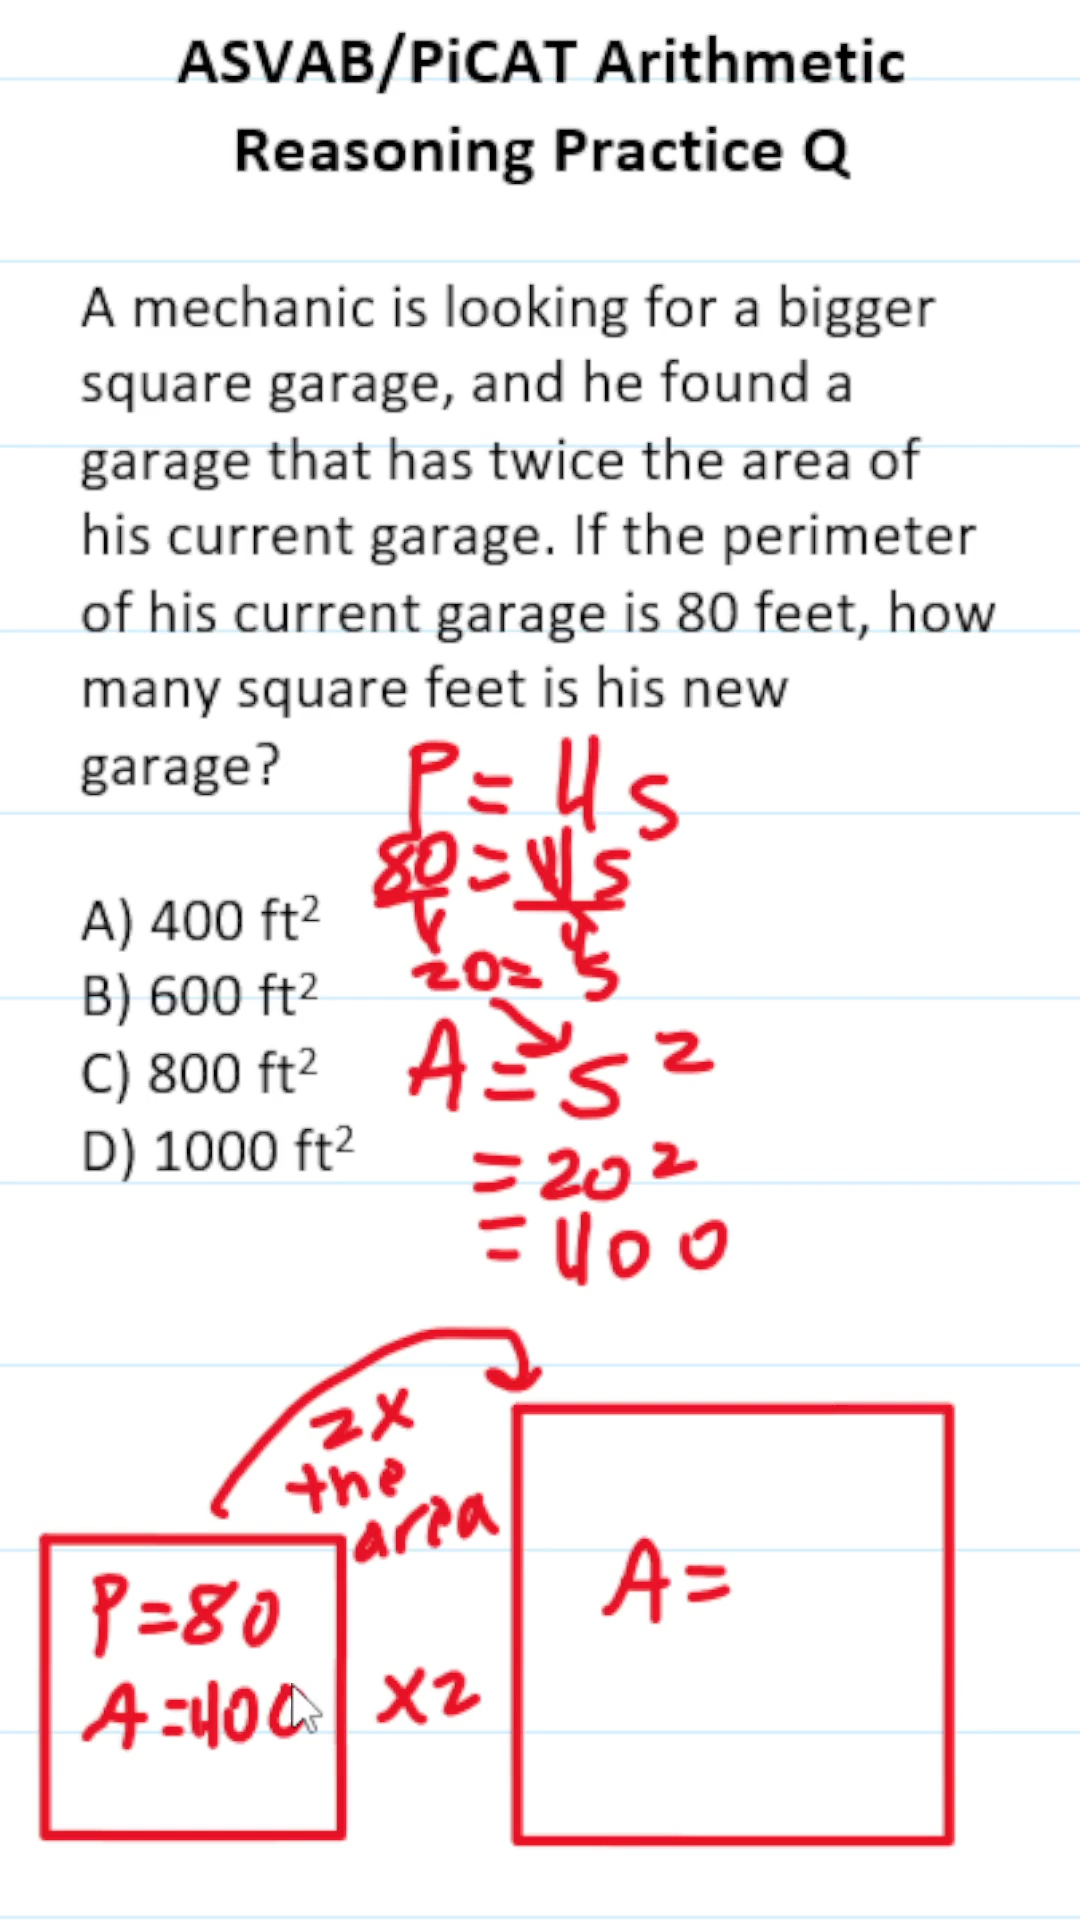 ASVAB/PiCAT Arithmetic
Reasoning Practice Q
A mechanic is looking for a bigger
square garage, and he found a
garage that has twice the area of
his current garage. If the perimeter
of his current garage is 80 feet, how
many square feet is his new
garage?
A) 400 ft²
B) 600 ft²
C) 800 ft²
D) 1000 ft²
P = 4s
80 = 4s
4 4
20 = s
A = s²
= 20²
= 400
2x
the
area
P=80
A=400
x2
A=